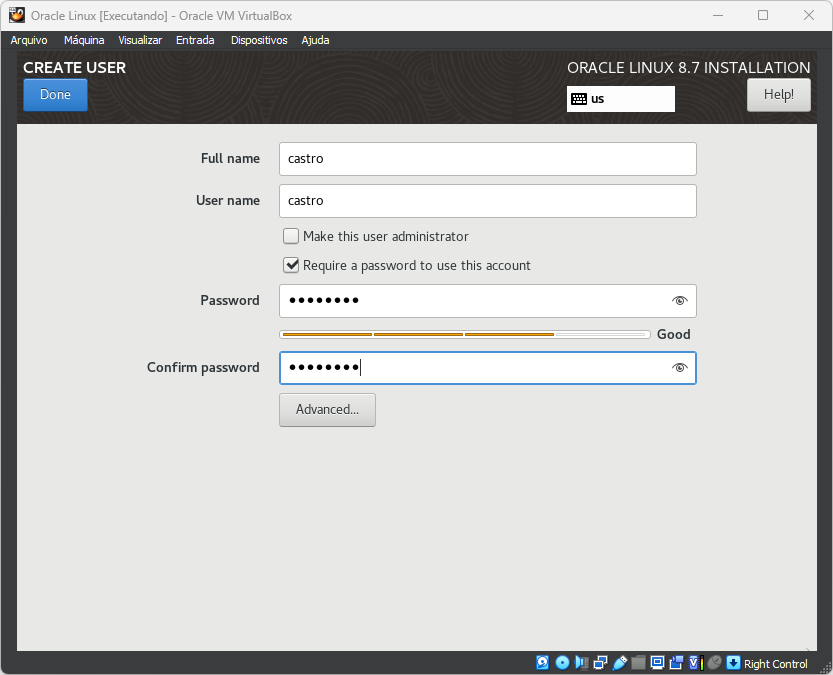 Oracle Linux [Executando] - Oracle VM VirtualBox
Arquivo Máquina Visualizar Entrada Dispositivos Ajuda
CREATE USER
ORACLE LINUX 8.7 INSTALLATION
Done
us
Help!
Full name castro
User name castro
Make this user administrator
Require a password to use this account
Password ●●●●●●●●
Good
Confirm password ●●●●●●●●
Advanced...
Right Control